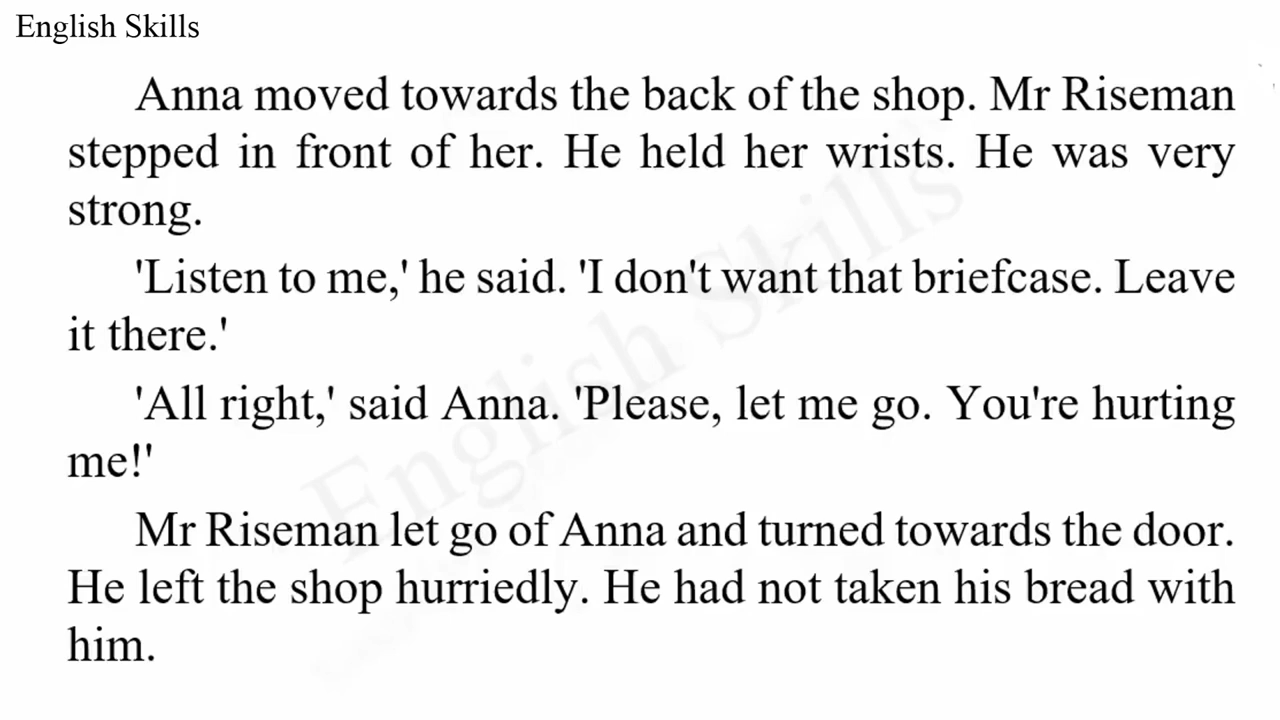 English Skills
Anna moved towards the back of the shop. Mr Riseman
stepped in front of her. He held her wrists. He was very
strong.
'Listen to me,' he said. 'I don't want that briefcase. Leave
it there.'
'All right,' said Anna. 'Please, let me go. You're hurting
me!'
Mr Riseman let go of Anna and turned towards the door.
He left the shop hurriedly. He had not taken his bread with
him.
English Skills